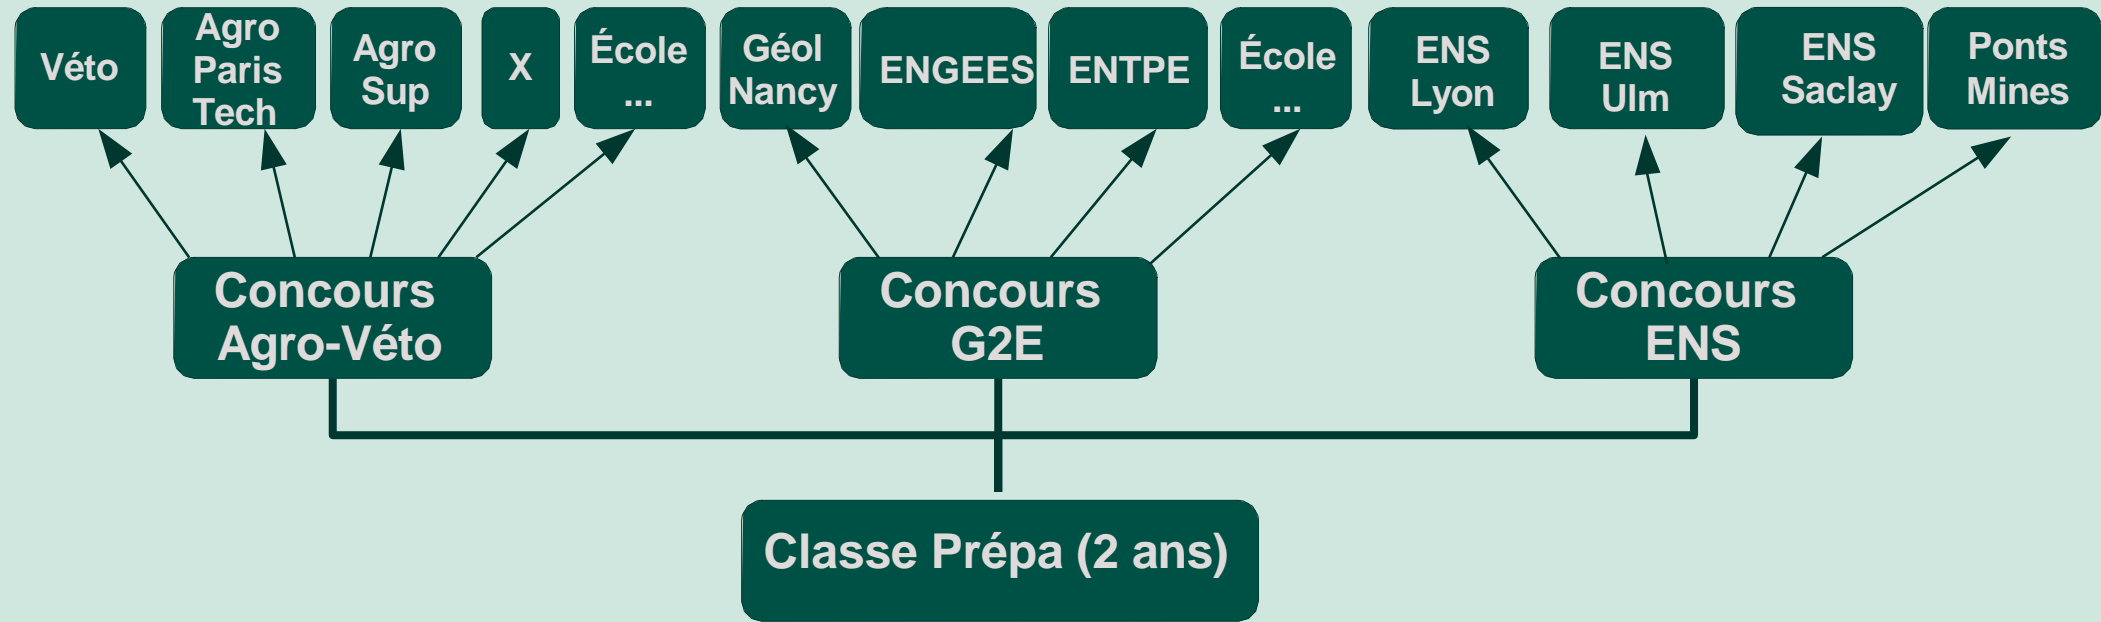 Véto
Agro
Paris
Tech
Agro
Sup
X
École
...
Géol
Nancy
ENGEES
ENTPE
École
...
ENS
Lyon
ENS
Ulm
ENS
Saclay
Ponts
Mines
Concours
Agro-Véto
Concours
G2E
Concours
ENS
Classe Prépa (2 ans)